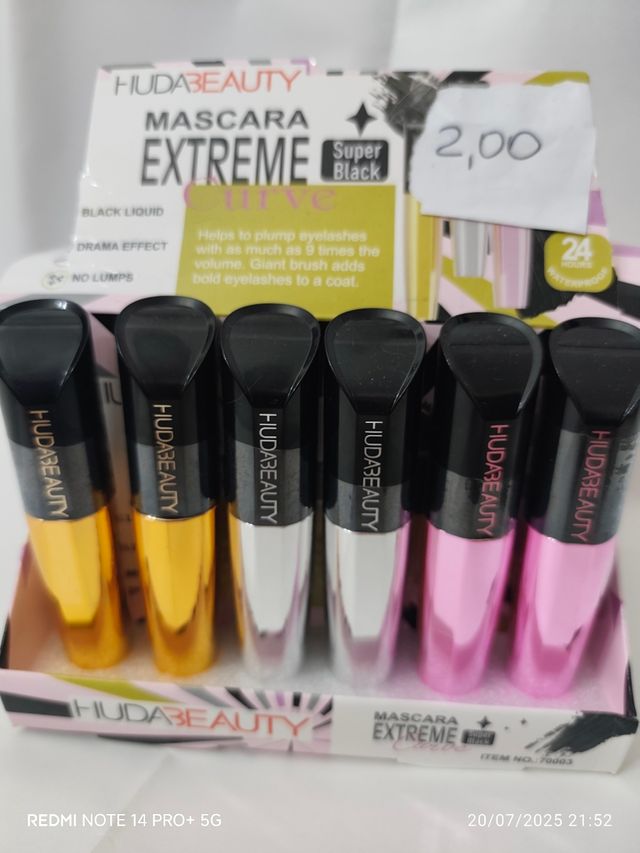 HUDABEAUTY
MASCARA
EXTREME
Super
Black
Curve
2,00
BLACK LIQUID
DRAMA EFFECT
NO LUMPS
Helps to plump eyelashes
with as much as 9 times the
volume. Giant brush adds
bold eyelashes to a coat.
24
HOURS
WATERPROOF
HUDABEAUTY
HUDABEAUTY
HUDABEAUTY
HUDABEAUTY
HUDABEAUTY
HUDABEAUTY
HUDABEAUTY
MASCARA
EXTREME
Super
Black
Curve
ITEM NO.:70003
REDMI NOTE 14 PRO+ 5G
20/07/2025 21:52